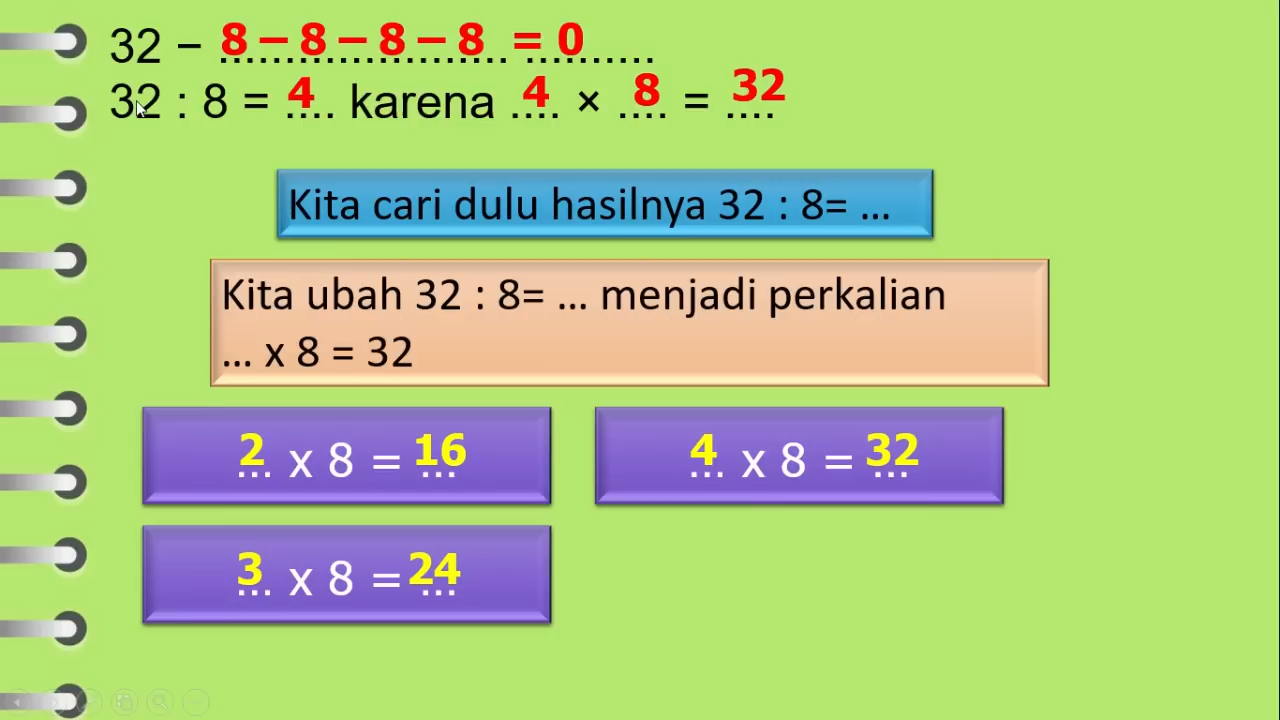 32 − 8 − 8 − 8 − 8 = 0
32 : 8 = 4 karena 4 × 8 = 32
Kita cari dulu hasilnya 32 : 8= ...
Kita ubah 32 : 8= ... menjadi perkalian
... x 8 = 32
2 x 8 = 16
4 x 8 = 32
3 x 8 = 24